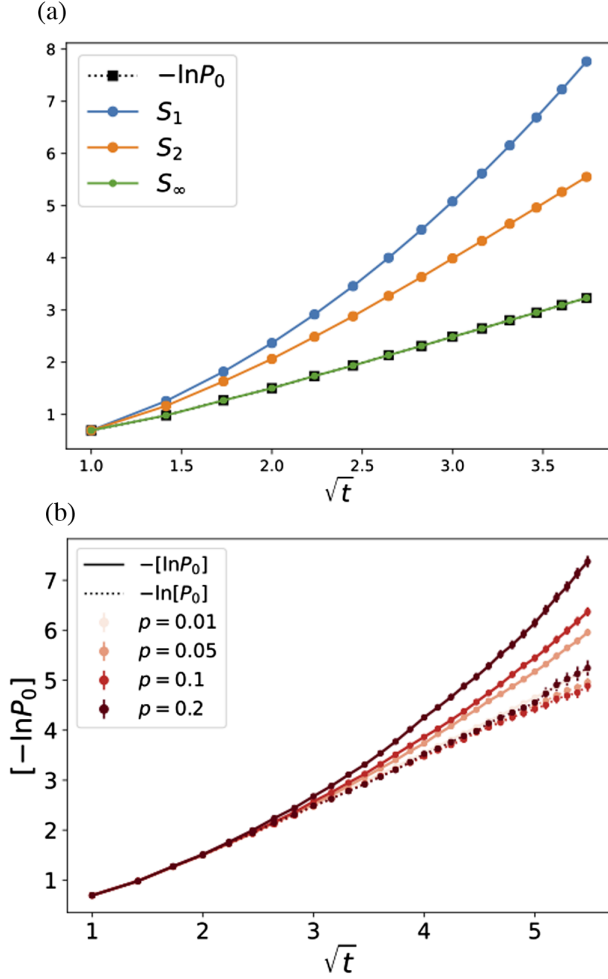 (a)
8
7
6
5
4
3
2
1
−lnP₀
S₁
S₂
S∞
1.0 1.5 2.0 2.5 3.0 3.5
√t
(b)
7
6
5
4
3
2
1
[−lnP₀]
−[lnP₀]
−ln[P₀]
p = 0.01
p = 0.05
p = 0.1
p = 0.2
1 2 3 4 5
√t